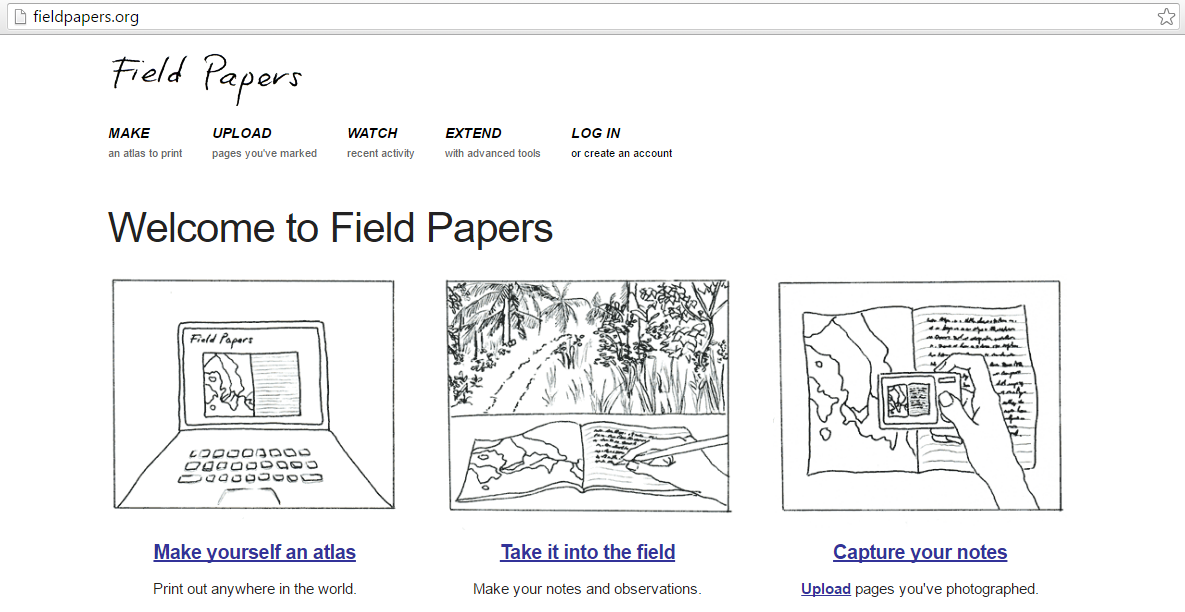 fieldpapers.org
Field Papers
MAKE UPLOAD WATCH EXTEND LOG IN
an atlas to print pages you've marked recent activity with advanced tools or create an account
Welcome to Field Papers
Field Papers
Make yourself an atlas Take it into the field Capture your notes
Print out anywhere in the world. Make your notes and observations. Upload pages you've photographed.